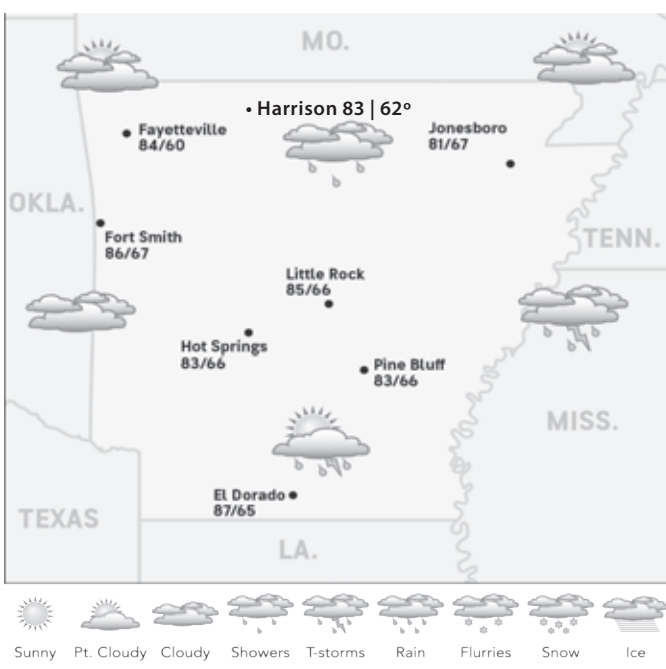 MO.
• Harrison 83 | 62º
Fayetteville
84/60
Jonesboro
81/67
OKLA.
TENN.
Fort Smith
86/67
Little Rock
85/66
Hot Springs
83/66
Pine Bluff
83/66
MISS.
El Dorado
87/65
TEXAS
LA.
Sunny Pt. Cloudy Cloudy Showers T-storms Rain Flurries Snow Ice